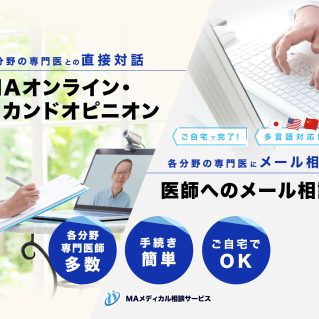 各分野の専門医との直接対話
MAオンライン・
カンドオピニオン
ご自宅で完了!
多言語対応
各分野の専門医にメール相
医師へのメール相
各分野
専門医師
多数
手続き
簡単
ご自宅で
OK
MAメディカル相談サービス